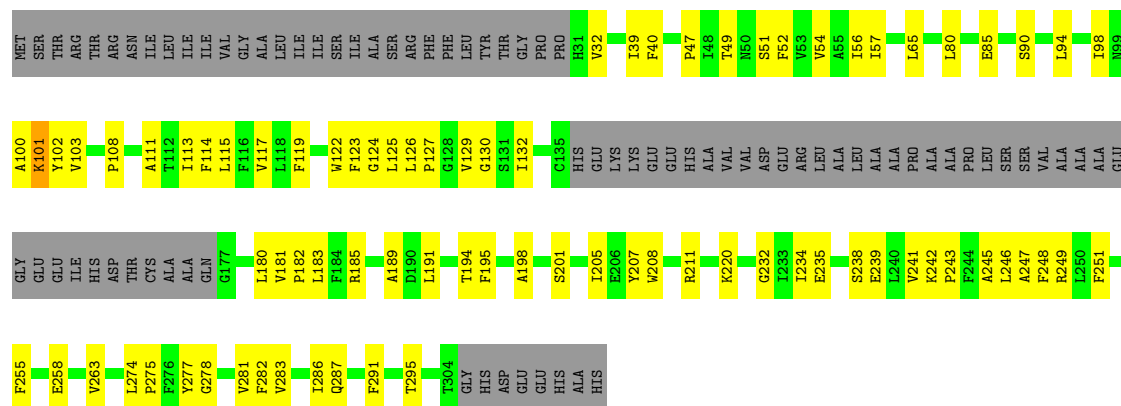 MET SER THR ARG THR ARG ASN ILE LEU ILE ILE ILE VAL GLY ALA LEU ILE ILE SER ILE ALA SER ARG PHE PHE LEU TYR THR GLY PRO PRO H31 V32 I39 F40 P47 I48 T49 N50 S51 F52 V53 V54 A55 I56 I57 L65 L80 E85 S90 L94 I98 N99
A100 K101 Y102 V103 P108 A111 T112 I113 F114 L115 F116 V117 L118 F119 W122 F123 G124 L125 L126 P127 G128 V129 G130 S131 I132 C135 HIS GLU LYS LYS GLU GLU HIS ALA VAL VAL ASP GLU ARG LEU ALA ALA LEU ALA ALA PRO ALA ALA PRO LEU SER SER VAL ALA ALA ALA GLU
GLY GLU GLU ILE HIS ASP THR CYS ALA ALA GLN G177 L180 V181 P182 L183 F184 R185 A189 D190 L191 T194 F195 A198 S201 I205 E206 Y207 W208 R211 K220 G232 I233 I234 E235 S238 E239 L240 V241 K242 P243 F244 A245 L246 A247 F248 R249 L250 F251
F255 E258 V263 L274 P275 F276 Y277 G278 V281 F282 V283 I286 Q287 F291 T295 T304 GLY HIS ASP GLU GLU HIS ALA HIS